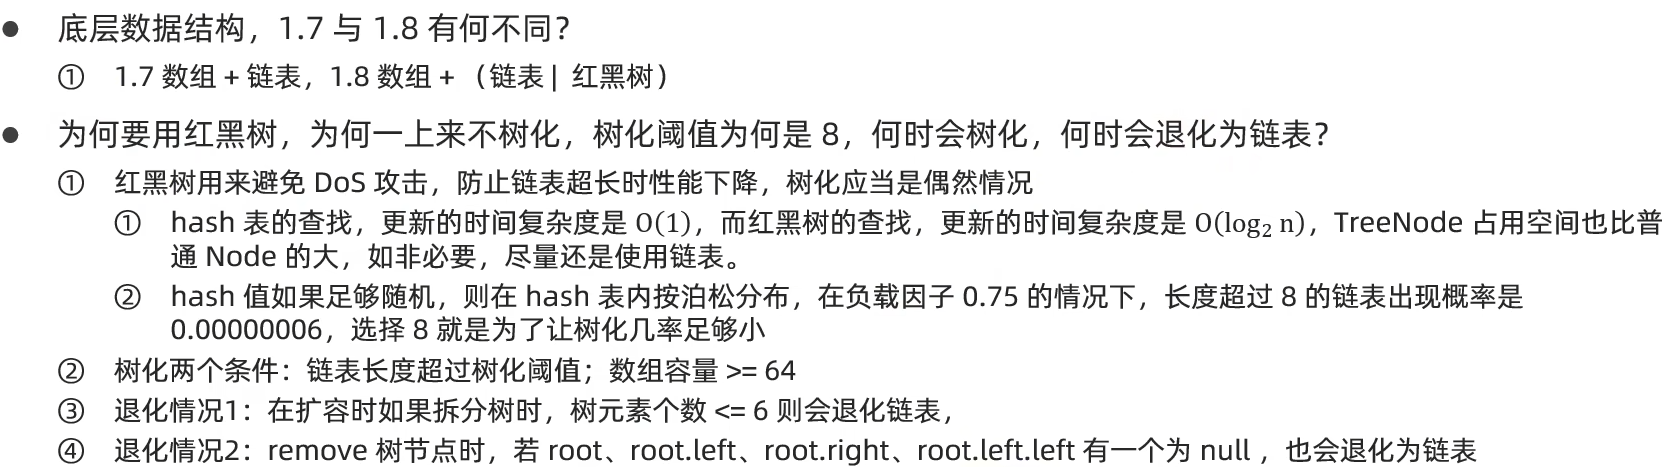 ● 底层数据结构，1.7 与 1.8 有何不同？
① 1.7 数组 + 链表，1.8 数组 + （链表 | 红黑树）
● 为何要用红黑树，为何一上来不树化，树化阈值为何是 8，何时会树化，何时会退化为链表？
① 红黑树用来避免 DoS 攻击，防止链表超长时性能下降，树化应当是偶然情况
① hash 表的查找，更新的时间复杂度是 O(1)，而红黑树的查找，更新的时间复杂度是 O(log₂ n)，TreeNode 占用空间也比普
通 Node 的大，如非必要，尽量还是使用链表。
② hash 值如果足够随机，则在 hash 表内按泊松分布，在负载因子 0.75 的情况下，长度超过 8 的链表出现概率是
0.00000006，选择 8 就是为了让树化几率足够小
② 树化两个条件：链表长度超过树化阈值；数组容量 >= 64
③ 退化情况1：在扩容时如果拆分树时，树元素个数 <= 6 则会退化链表，
④ 退化情况2：remove 树节点时，若 root、root.left、root.right、root.left.left 有一个为 null ，也会退化为链表